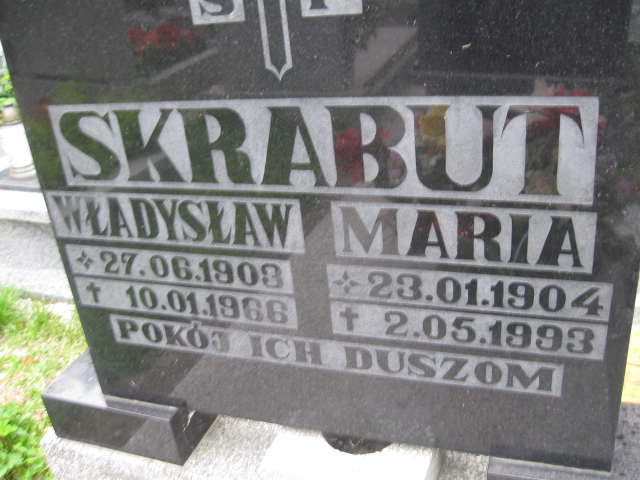 Ś P
SKRABUT
WŁADYSŁAW MARIA
27.06.1903 23.01.1904
10.01.1966 2.05.1993
POKÓJ ICH DUSZOM